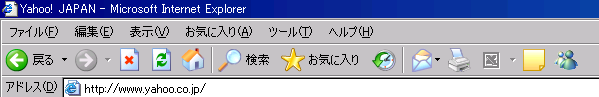 Yahoo! JAPAN - Microsoft Internet Explorer
ファイル(F) 編集(E) 表示(V) お気に入り(A) ツール(T) ヘルプ(H)
戻る 検索 お気に入り
アドレス(D) http://www.yahoo.co.jp/